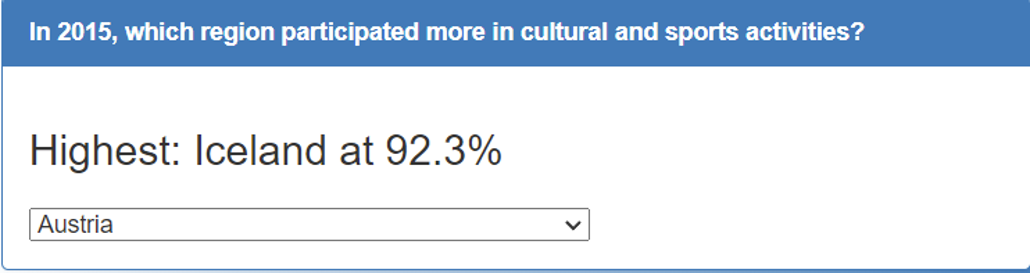 In 2015, which region participated more in cultural and sports activities?
Highest: Iceland at 92.3%
Austria